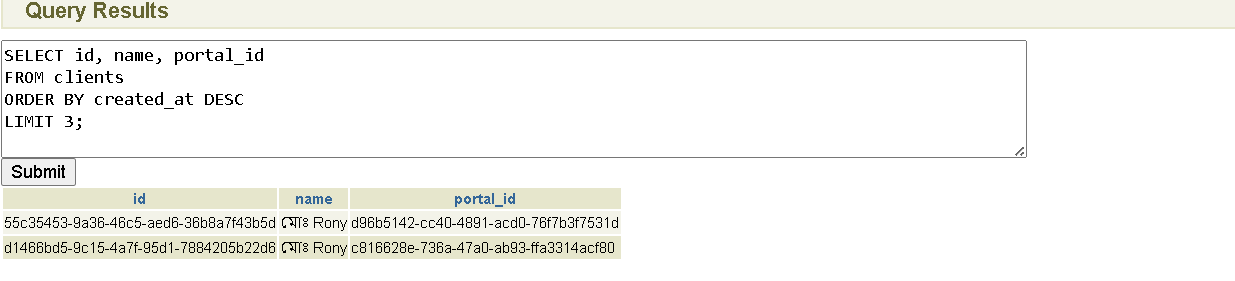 Query Results
SELECT id, name, portal_id
FROM clients
ORDER BY created_at DESC
LIMIT 3;
Submit
id name portal_id
55c35453-9a36-46c5-aed6-36b8a7f43b5d মোঃ Rony d96b5142-cc40-4891-acd0-76f7b3f7531d
d1466bd5-9c15-4a7f-95d1-7884205b22d6 মোঃ Rony c816628e-736a-47a0-ab93-ffa3314acf80